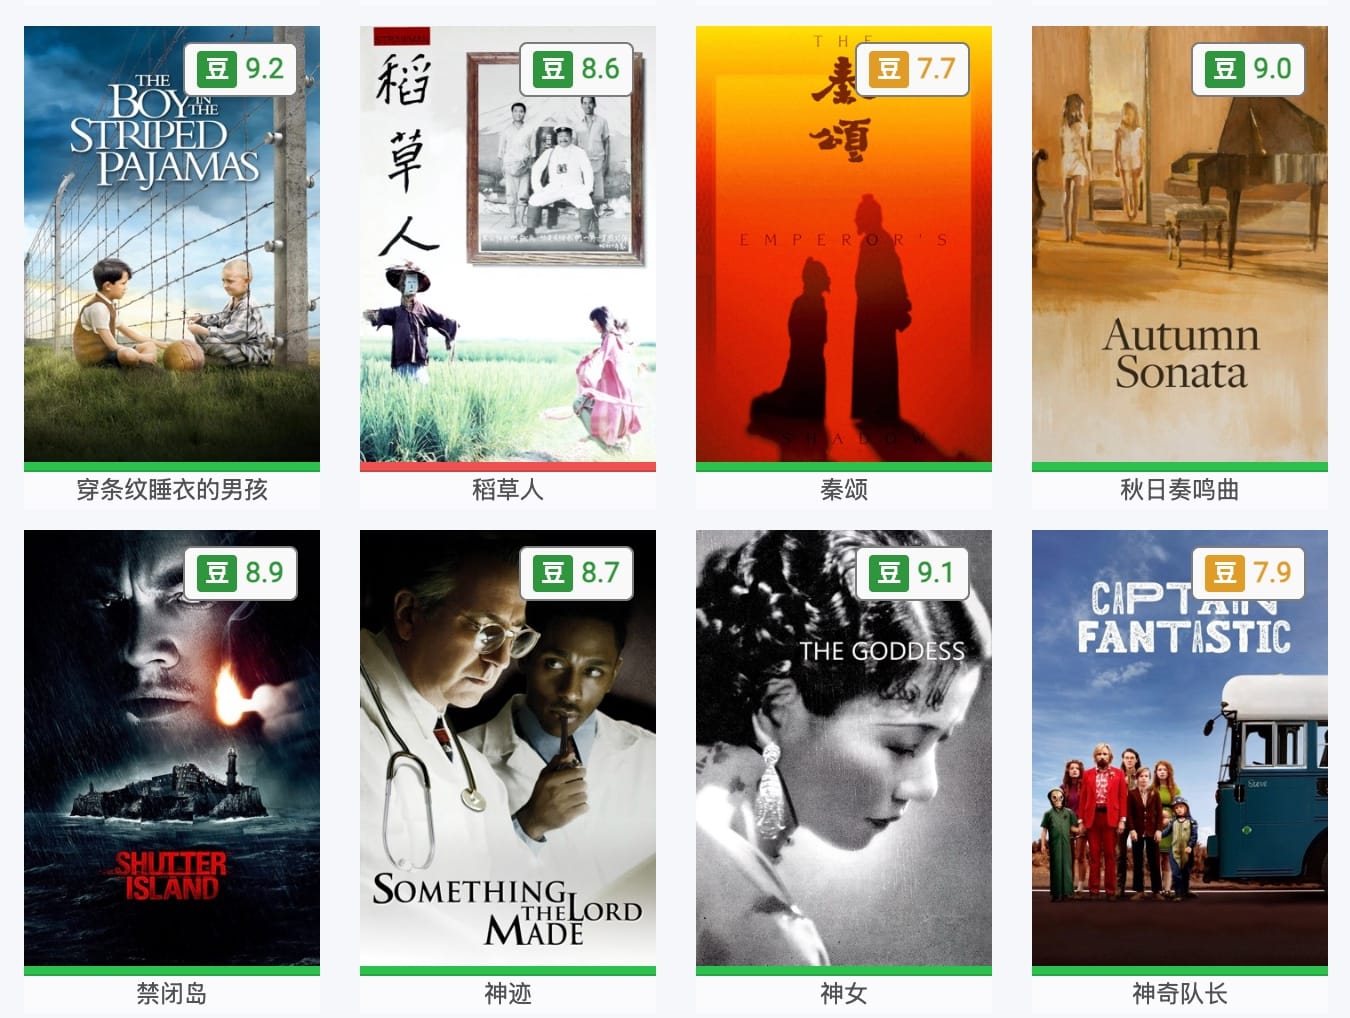 THE
BOY IN THE
STRIPED
PAJAMAS
豆 9.2
穿条纹睡衣的男孩
STRAWMAN
稻草人
豆 8.6
稻草人
THE
秦
頌
EMPEROR'S
SHADOW
豆 7.7
秦颂
豆 9.0
Autumn
Sonata
秋日奏鸣曲
豆 8.9
SHUTTER
ISLAND
禁闭岛
豆 8.7
SOMETHING
THE LORD
MADE
神迹
豆 9.1
THE GODDESS
神女
豆 7.9
CAPTAIN
FANTASTIC
Steve
神奇队长